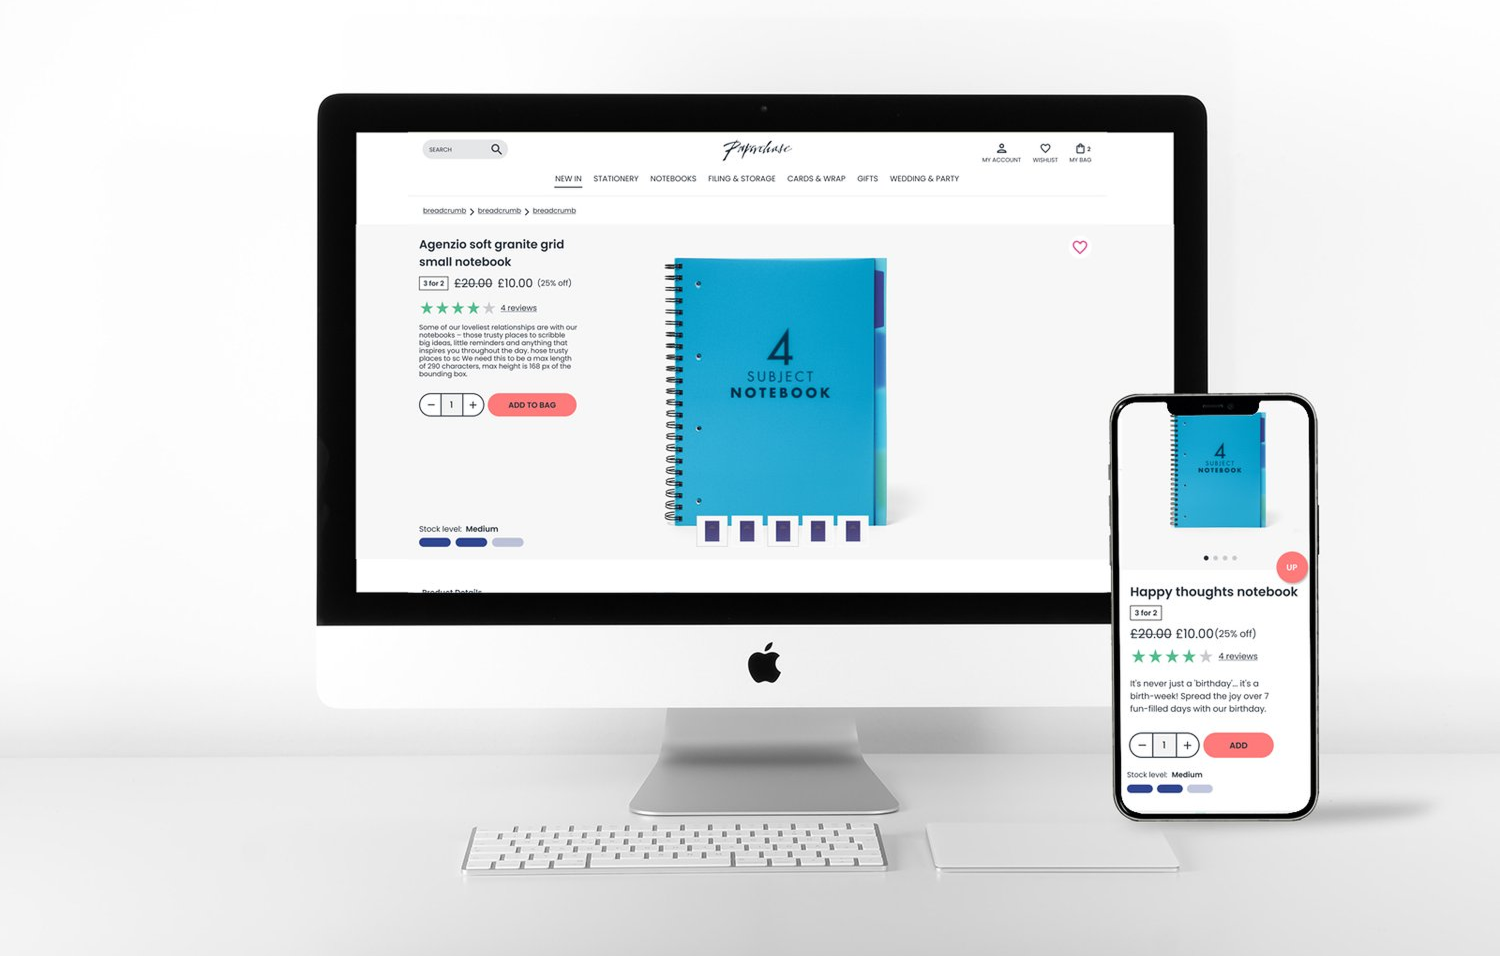 SEARCH
Paperchase
MY ACCOUNT
WISHLIST
2
MY BAG
NEW IN STATIONERY NOTEBOOKS FILING & STORAGE CARDS & WRAP GIFTS WEDDING & PARTY
breadcrumb > breadcrumb > breadcrumb
Agenzio soft granite grid
small notebook
3 for 2 £20.00 £10.00 (25% off)
4 reviews
Some of our loveliest relationships are with our
notebooks – those trusty places to scribble
big ideas, little reminders and anything that
inspires you throughout the day. hose trusty
places to sc We need this to be a max length
of 290 characters, max height is 168 px of the
bounding box.
− 1 + ADD TO BAG
Stock level: Medium
Product Details
4
SUBJECT
NOTEBOOK
4
SUBJECT
NOTEBOOK
UP
Happy thoughts notebook
3 for 2
£20.00 £10.00(25% off)
4 reviews
It's never just a 'birthday'... it's a
birth-week! Spread the joy over 7
fun-filled days with our birthday.
− 1 + ADD
Stock level: Medium